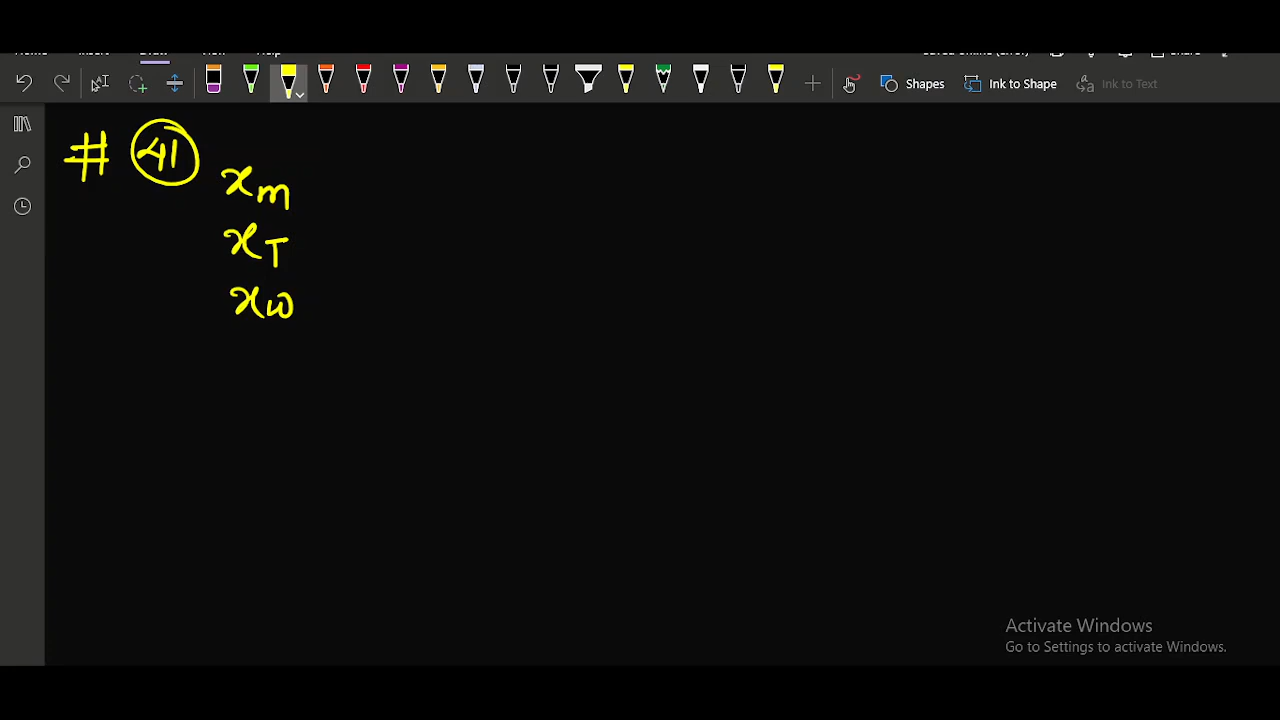 Shapes Ink to Shape Ink to Text
# 41
xm
xT
xw
Activate Windows
Go to Settings to activate Windows.